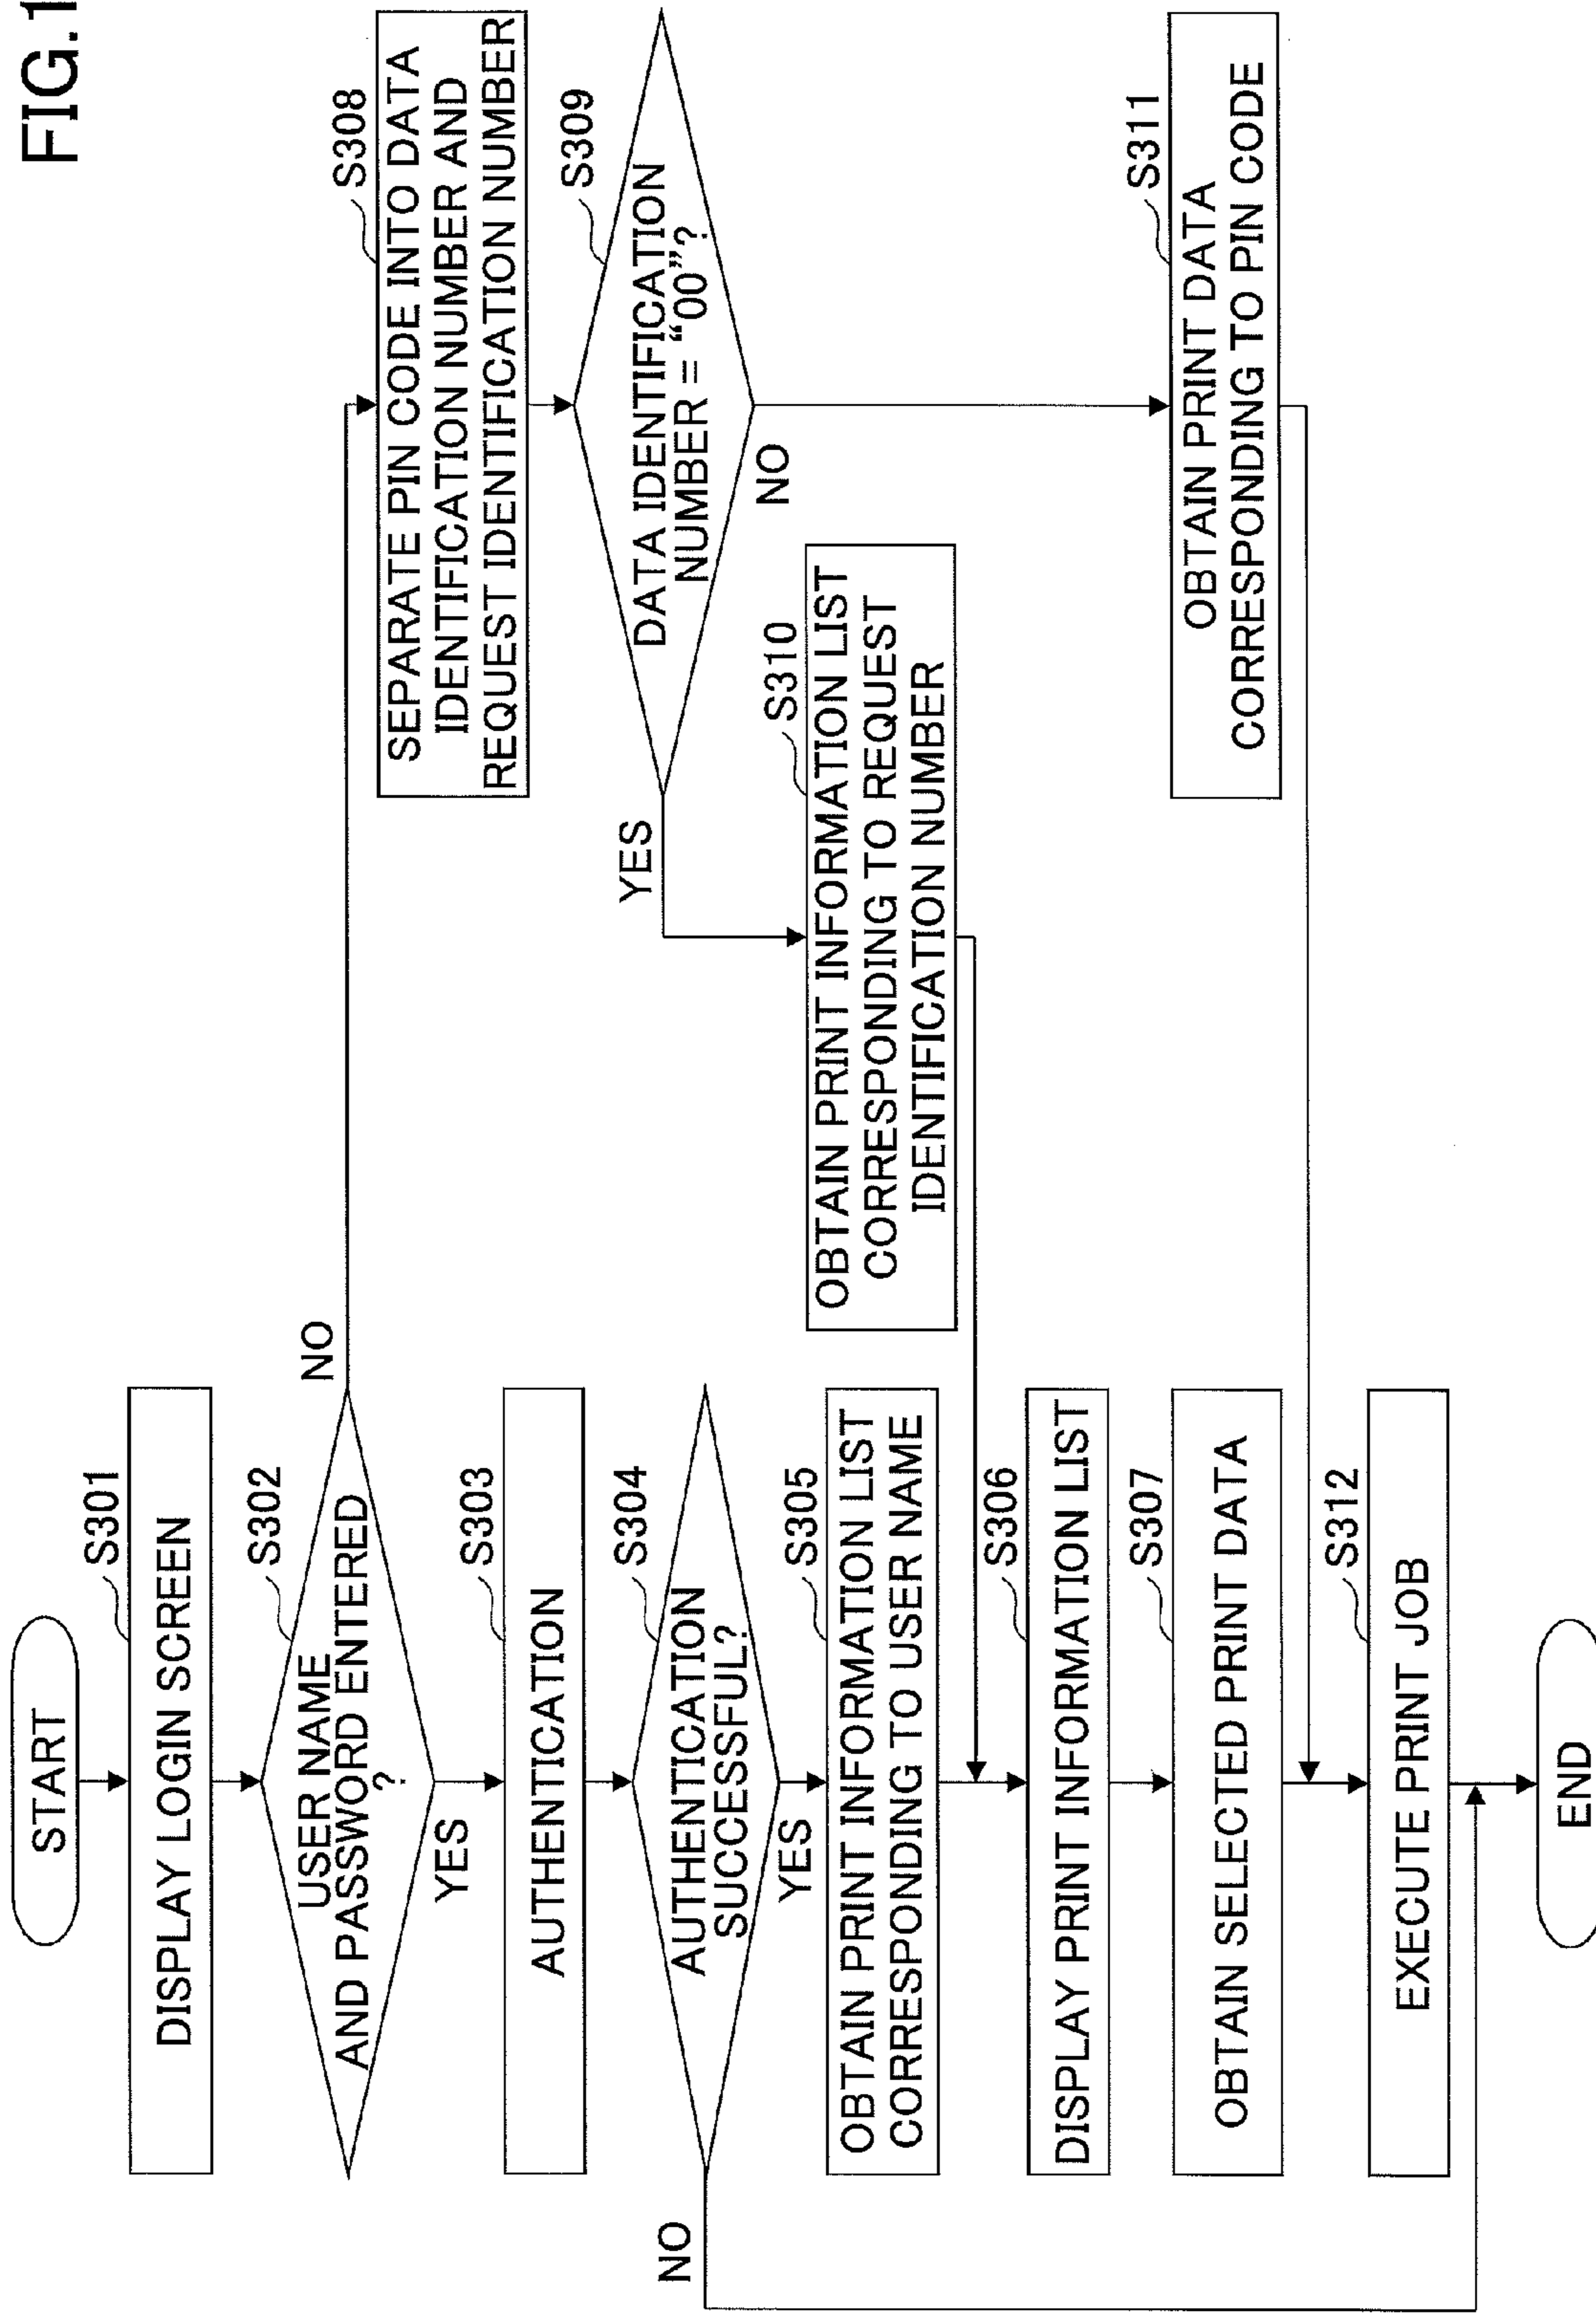 FIG.1
START
S301
DISPLAY LOGIN SCREEN
S302
USER NAME
AND PASSWORD ENTERED
?
NO
YES
S303
AUTHENTICATION
S304
AUTHENTICATION
SUCCESSFUL?
NO
YES
S305
OBTAIN PRINT INFORMATION LIST
CORRESPONDING TO USER NAME
S306
DISPLAY PRINT INFORMATION LIST
S307
OBTAIN SELECTED PRINT DATA
S312
EXECUTE PRINT JOB
END
S308
SEPARATE PIN CODE INTO DATA
IDENTIFICATION NUMBER AND
REQUEST IDENTIFICATION NUMBER
S309
DATA IDENTIFICATION
NUMBER = “00”?
YES
NO
S310
OBTAIN PRINT INFORMATION LIST
CORRESPONDING TO REQUEST
IDENTIFICATION NUMBER
S311
OBTAIN PRINT DATA
CORRESPONDING TO PIN CODE